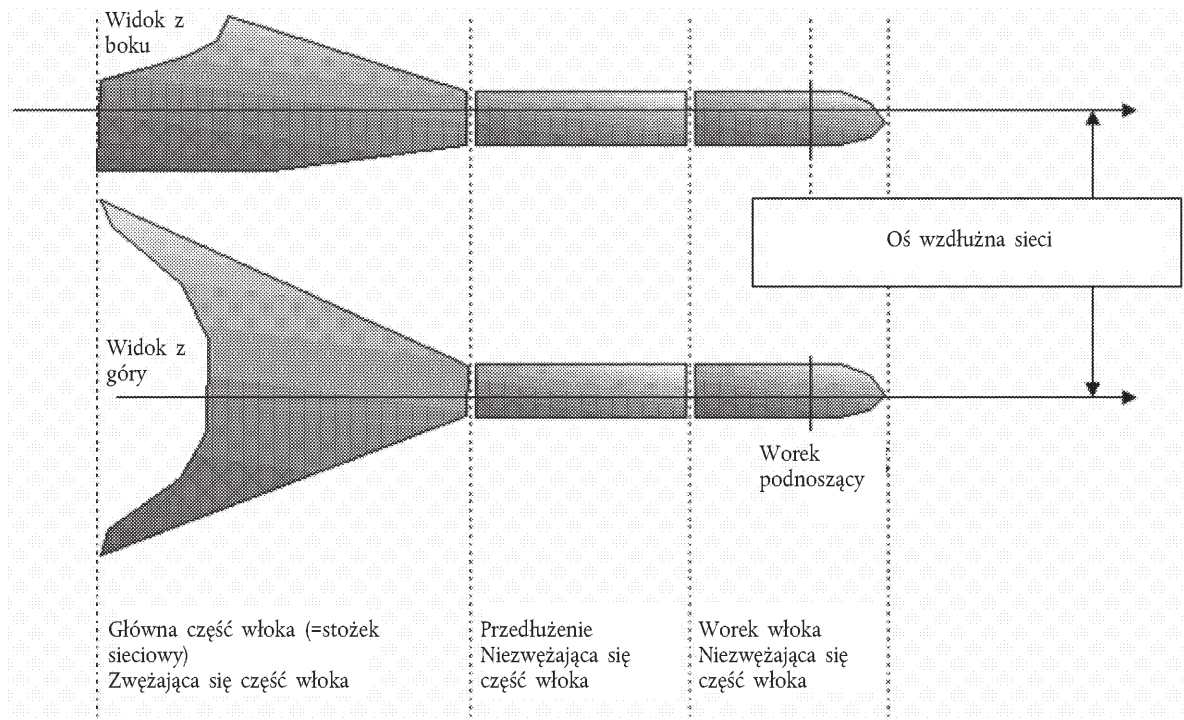 Widok z
boku
Oś wzdłużna sieci
Widok z
góry
Worek
podnoszący
Główna część włoka (=stożek
sieciowy)
Zwężająca się część włoka
Przedłużenie
Niezwężająca się
część włoka
Worek włoka
Niezwężająca się
część włoka